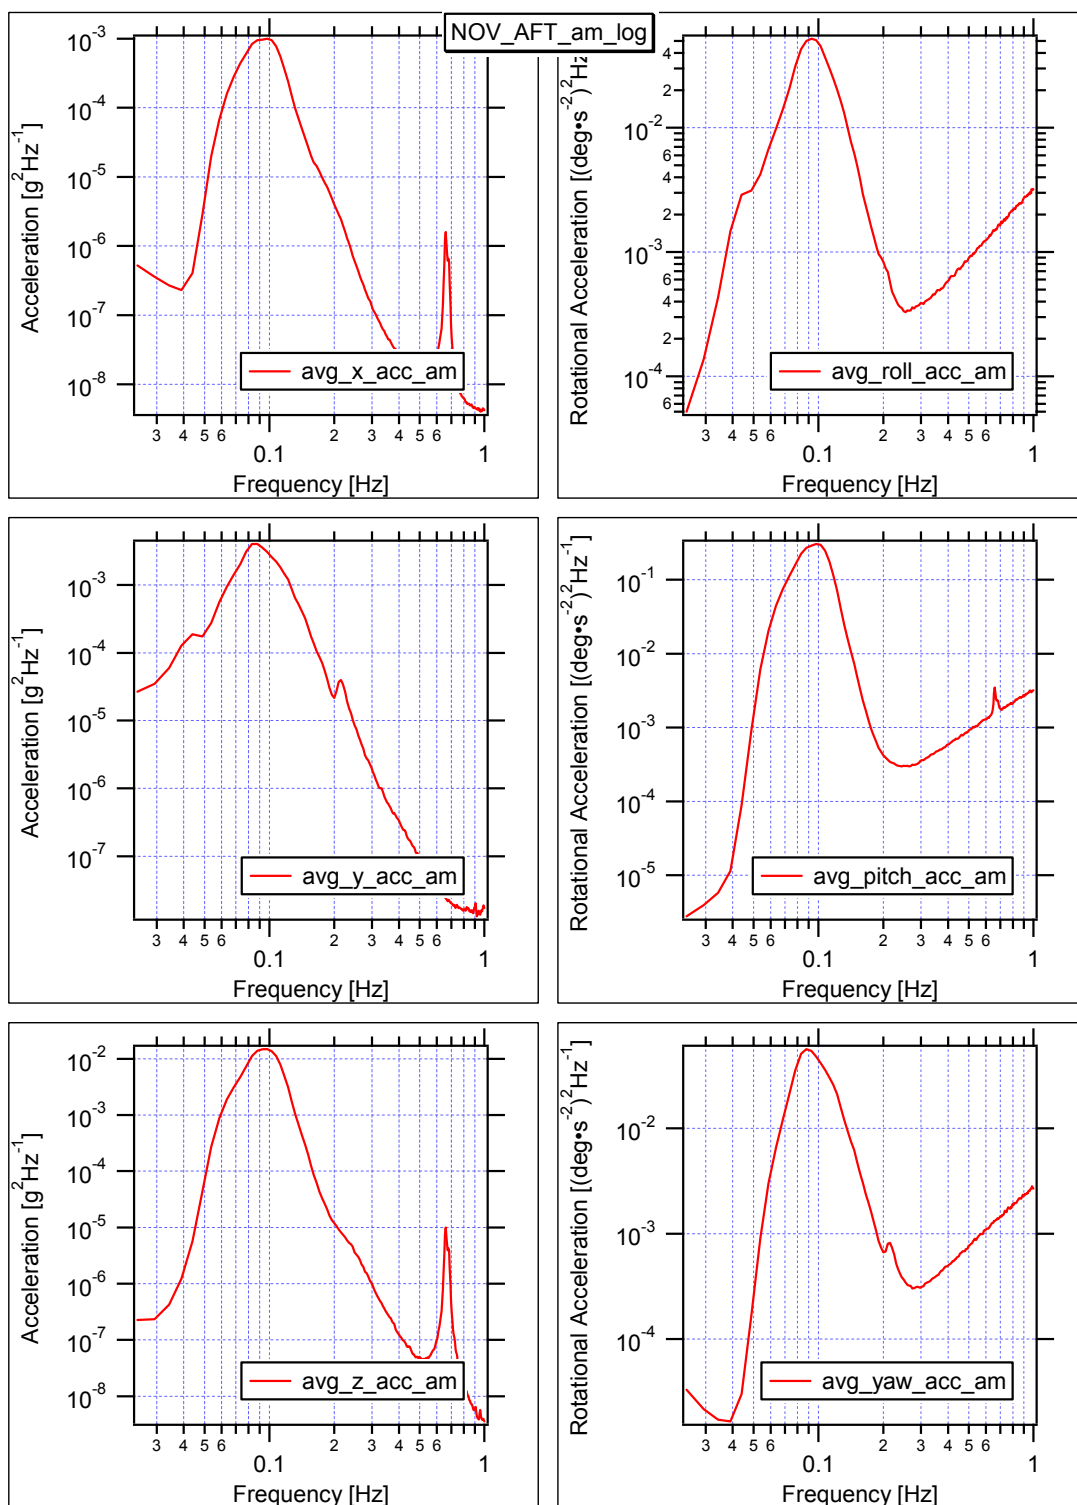 NOV_AFT_am_log
Acceleration [g²Hz⁻¹]
10⁻³
10⁻⁴
10⁻⁵
10⁻⁶
10⁻⁷
10⁻⁸
avg_x_acc_am
3 4 5 6 2 3 4 5 6
0.1 1
Frequency [Hz]
Rotational Acceleration [(deg•s⁻²)²Hz
4
2
10⁻²
6
4
2
10⁻³
6
4
2
10⁻⁴
6
avg_roll_acc_am
3 4 5 6 2 3 4 5 6
0.1 1
Frequency [Hz]
Acceleration [g²Hz⁻¹]
10⁻³
10⁻⁴
10⁻⁵
10⁻⁶
10⁻⁷
avg_y_acc_am
3 4 5 6 2 3 4 5 6
0.1 1
Frequency [Hz]
Rotational Acceleration [(deg•s⁻²)²Hz⁻¹]
10⁻¹
10⁻²
10⁻³
10⁻⁴
10⁻⁵
avg_pitch_acc_am
3 4 5 6 2 3 4 5 6
0.1 1
Frequency [Hz]
Acceleration [g²Hz⁻¹]
10⁻²
10⁻³
10⁻⁴
10⁻⁵
10⁻⁶
10⁻⁷
10⁻⁸
avg_z_acc_am
3 4 5 6 2 3 4 5 6
0.1 1
Frequency [Hz]
Rotational Acceleration [(deg•s⁻²)²Hz⁻¹]
10⁻²
10⁻³
10⁻⁴
avg_yaw_acc_am
3 4 5 6 2 3 4 5 6
0.1 1
Frequency [Hz]